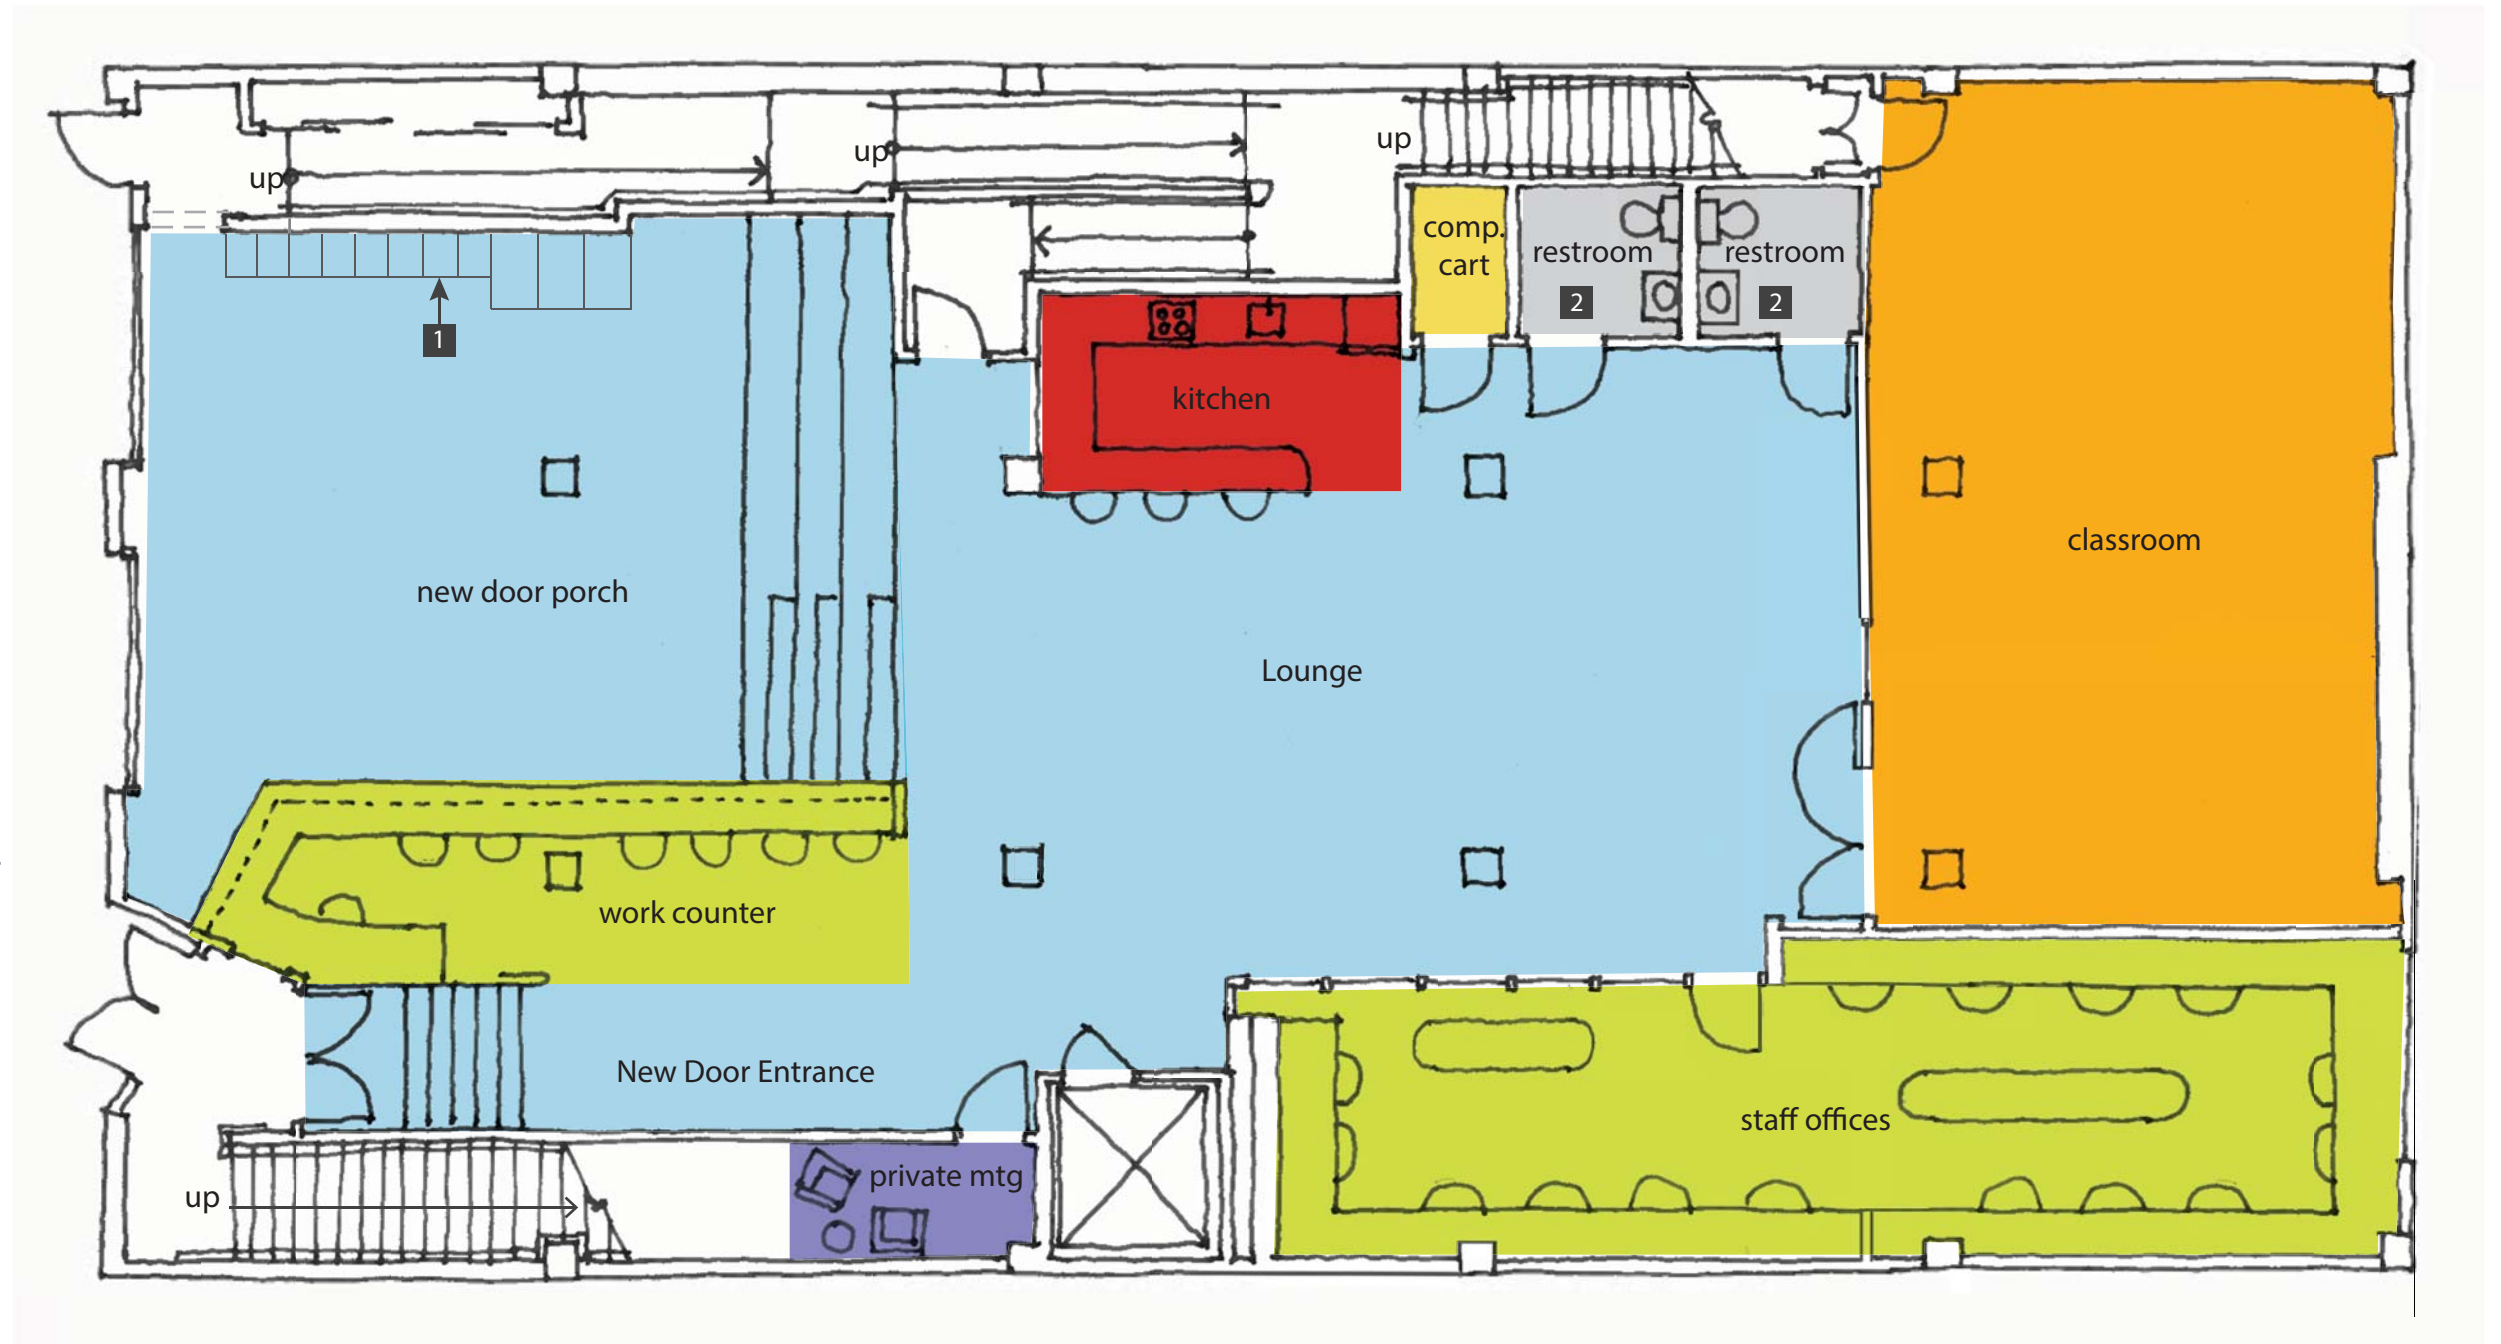 up
up
up
comp.
cart
restroom
restroom
2
2
1
kitchen
classroom
new door porch
Lounge
work counter
New Door Entrance
staff offices
private mtg
up